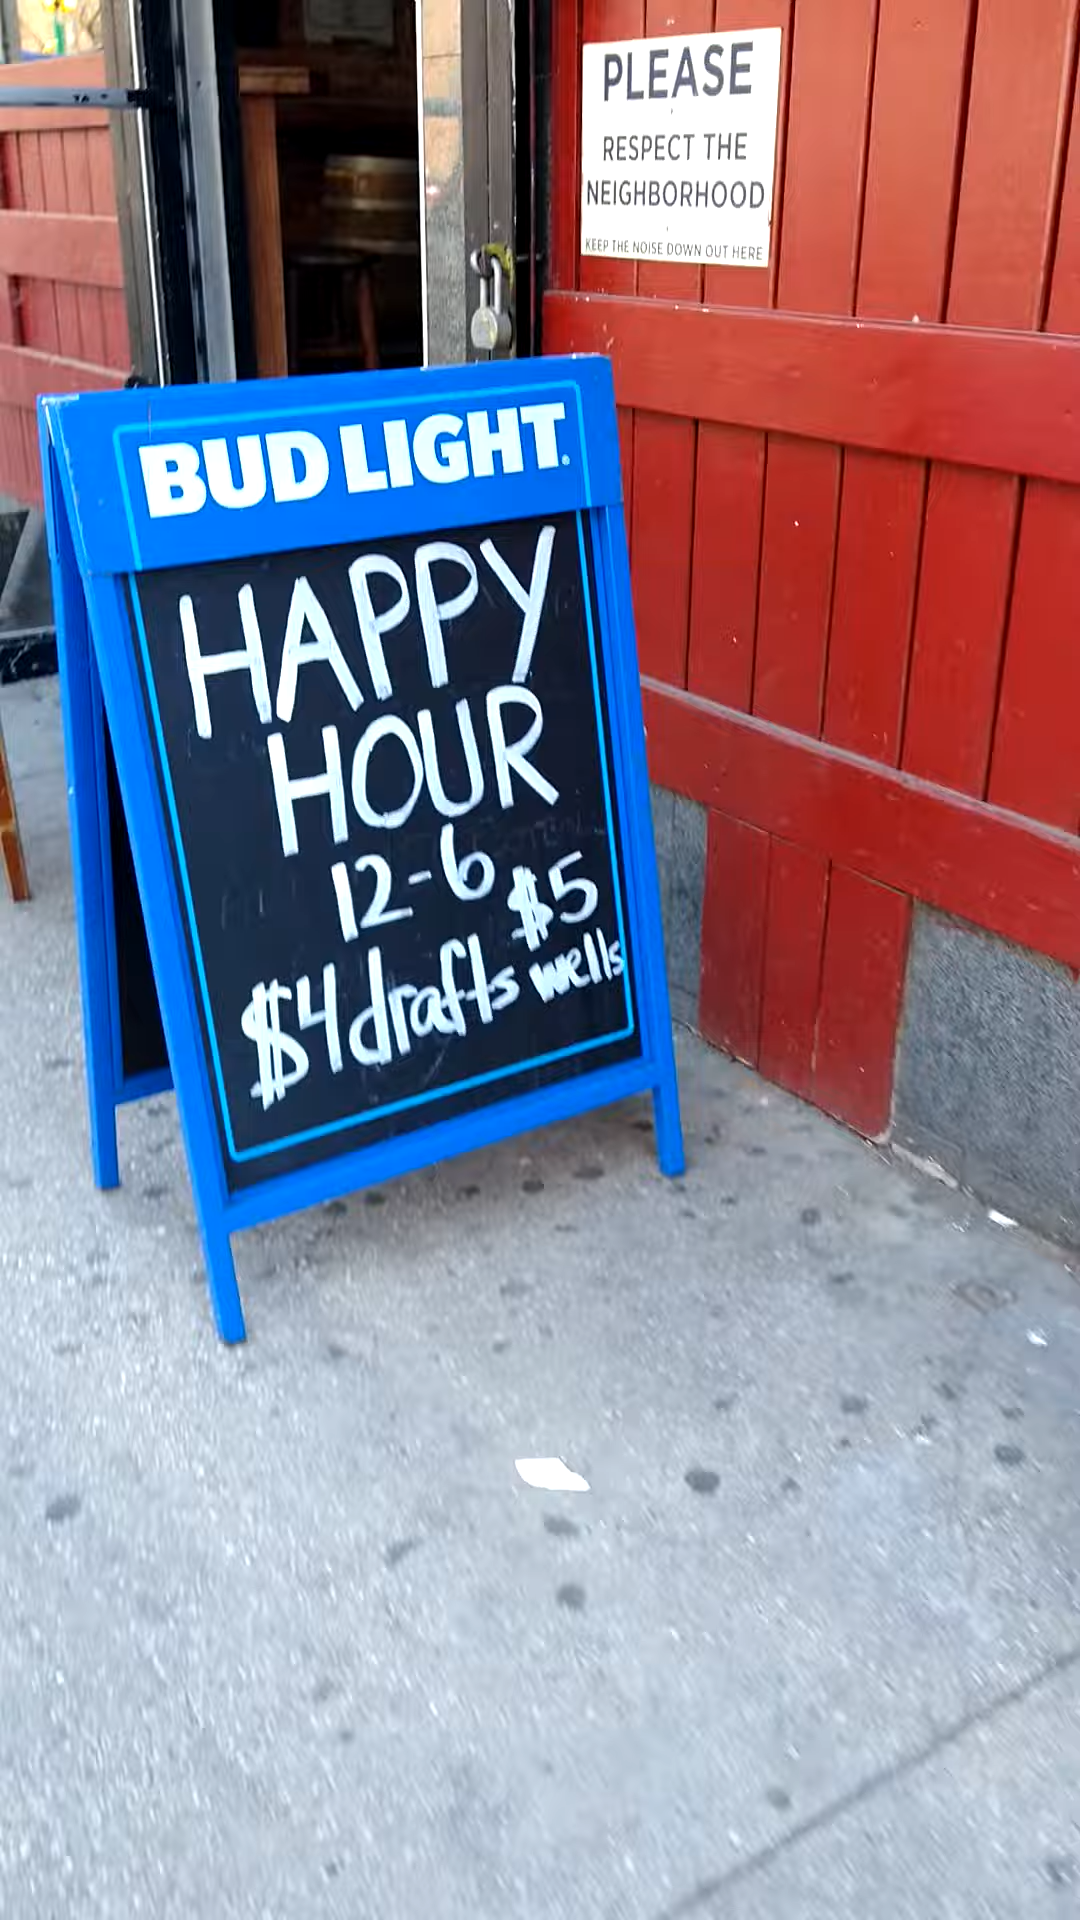 PLEASE
RESPECT THE
NEIGHBORHOOD
KEEP THE NOISE DOWN OUT HERE
BUD LIGHT.
HAPPY
HOUR
12-6
$4 drafts
$5
wells